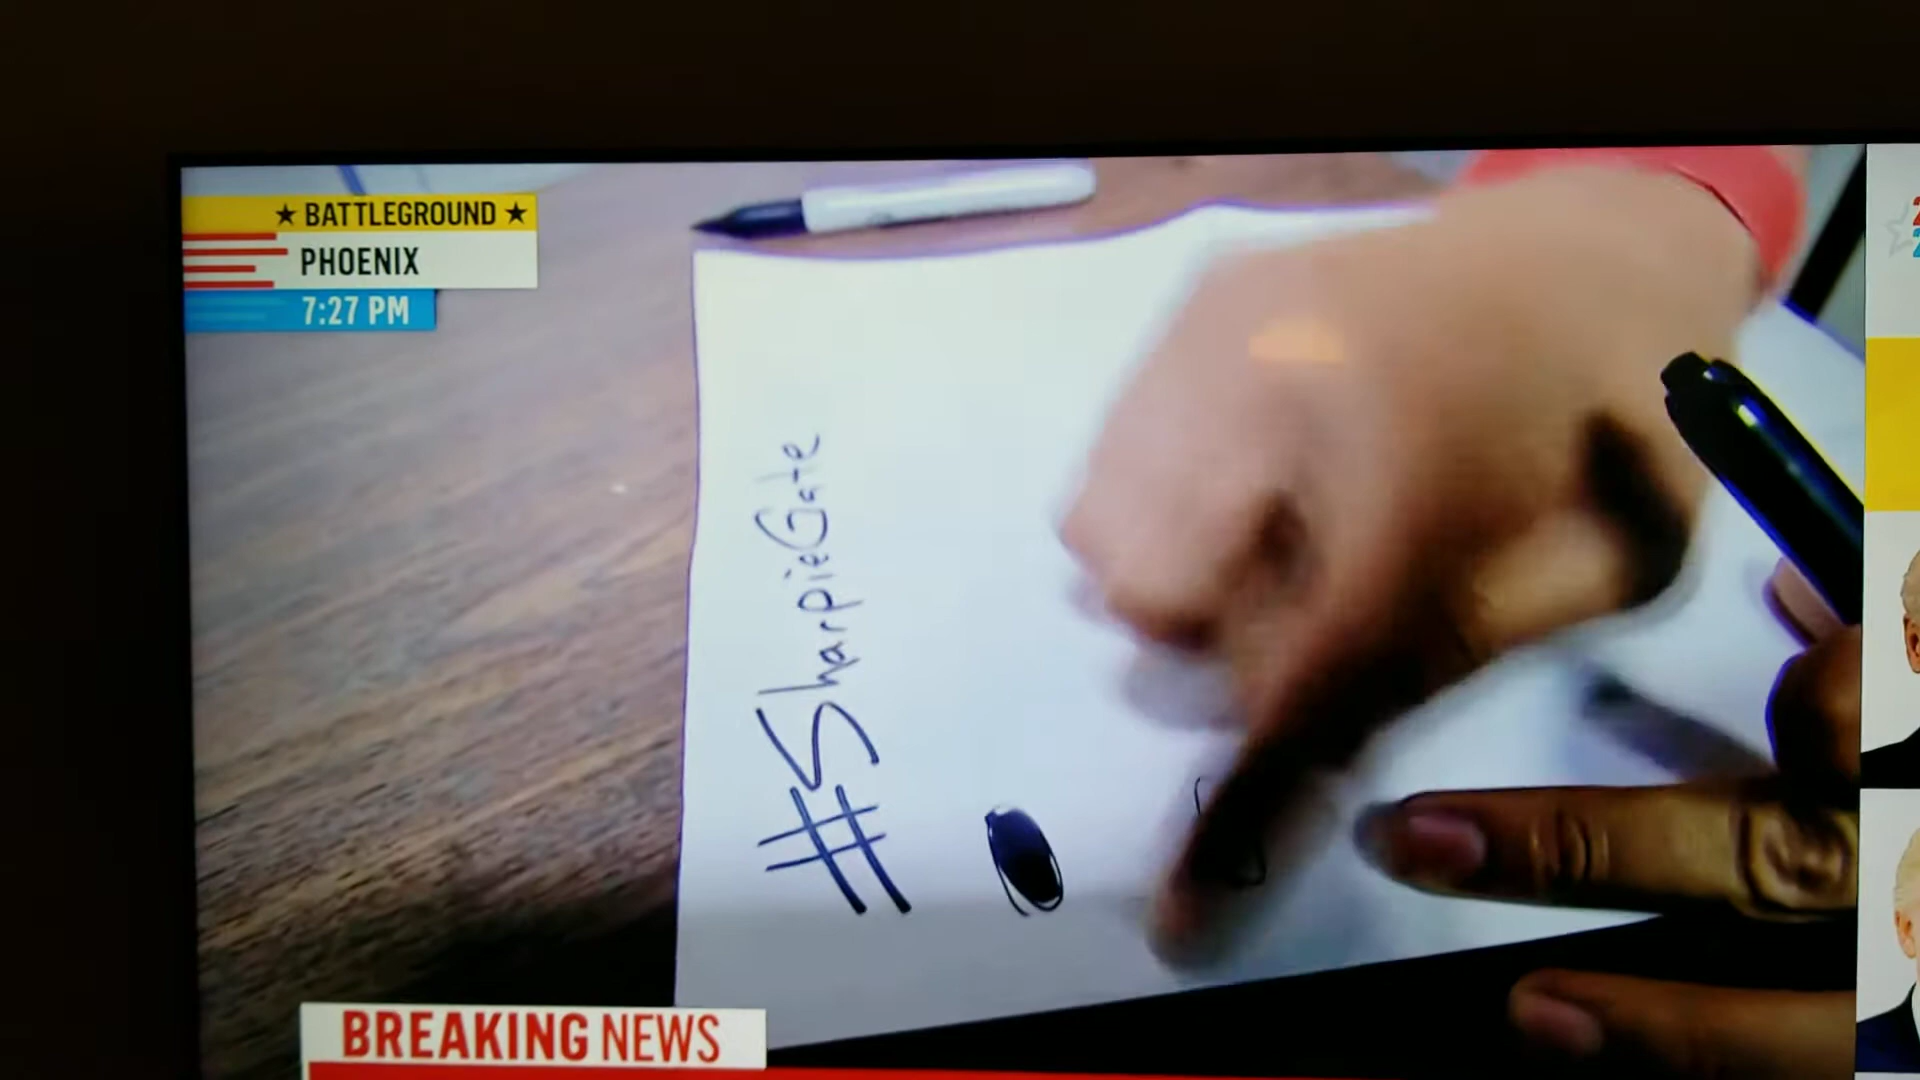 ★ BATTLEGROUND ★
PHOENIX
7:27 PM
#SharpieGate
BREAKING NEWS